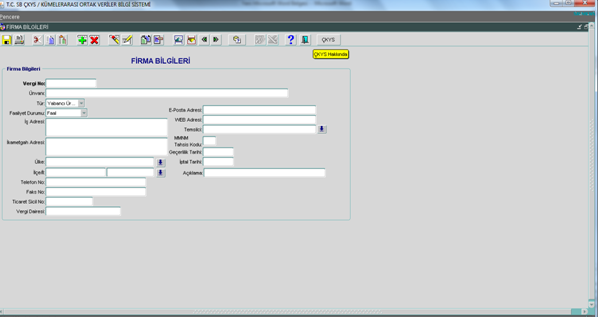 T.C. SB ÇKYS / KÜMELERARASI ORTAK VERİLER BİLGİ SİSTEME
Pencere
FİRMA BİLGİLERİ
ÇKYS
ÇKYS Hakkında
FİRMA BİLGİLERİ
Firma Bilgileri
Vergi No:
Ünvanı:
Tür: Yabancı Ür...
Faaliyet Durumu: Faal
E-Posta Adresi:
İş Adresi:
WEB Adresi:
Temsilci:
İkametgah Adresi:
MMNM
Tahsis Kodu:
Geçerlilik Tarihi:
Ülke:
İptal Tarihi:
İlçe/İl:
Açıklama:
Telefon No:
Faks No:
Ticaret Sicil No:
Vergi Dairesi: